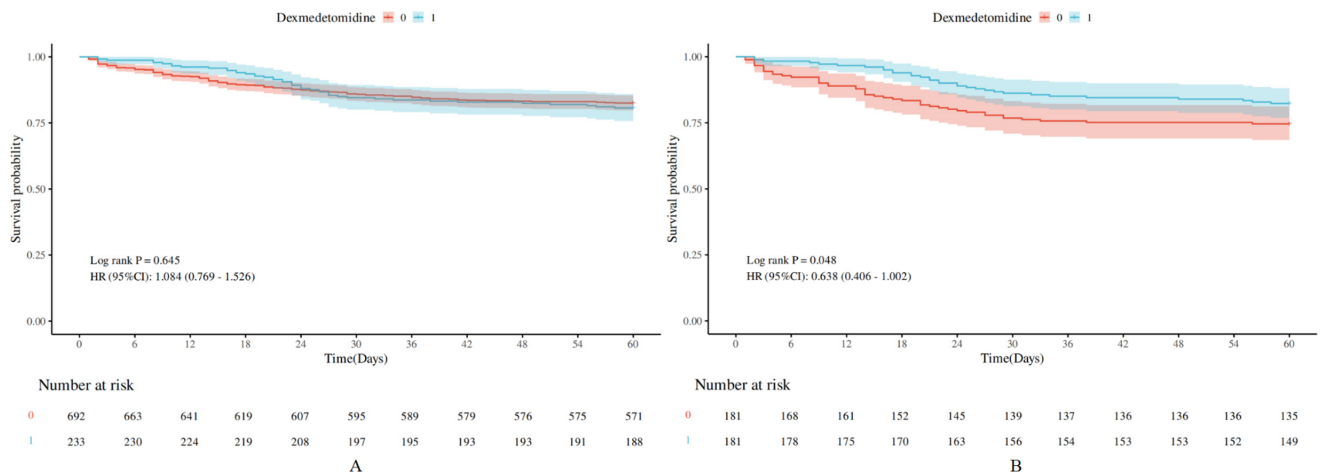 Dexmedetomidine 0 1
1.00
0.75
0.50
0.25
0.00
Survival probability
Log rank P = 0.645
HR (95%CI): 1.084 (0.769 - 1.526)
0 6 12 18 24 30 36 42 48 54 60
Time(Days)
Number at risk
0 692 663 641 619 607 595 589 579 576 575 571
1 233 230 224 219 208 197 195 193 193 191 188
A
Dexmedetomidine 0 1
1.00
0.75
0.50
0.25
0.00
Survival probability
Log rank P = 0.048
HR (95%CI): 0.638 (0.406 - 1.002)
0 6 12 18 24 30 36 42 48 54 60
Time(Days)
Number at risk
0 181 168 161 152 145 139 137 136 136 136 135
1 181 178 175 170 163 156 154 153 153 152 149
B